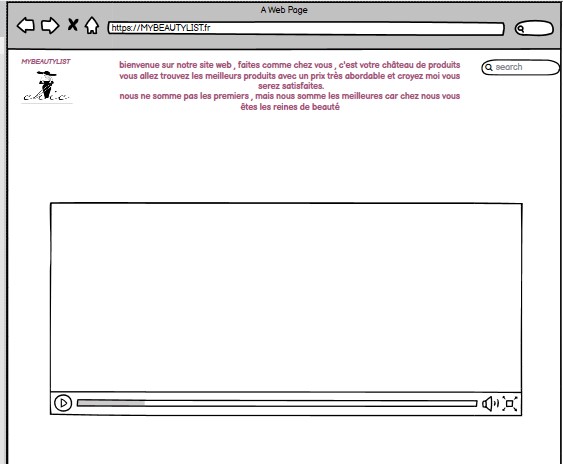 A Web Page
https://MYBEAUTYLIST.fr
MYBEAUTYLIST
chic
bienvenue sur notre site web , faites comme chez vous , c'est votre château de produits
vous allez trouvez les meilleurs produits avec un prix très abordable et croyez moi vous
serez satisfaites.
nous ne somme pas les premiers , mais nous somme les meilleures car chez nous vous
êtes les reines de beauté
search